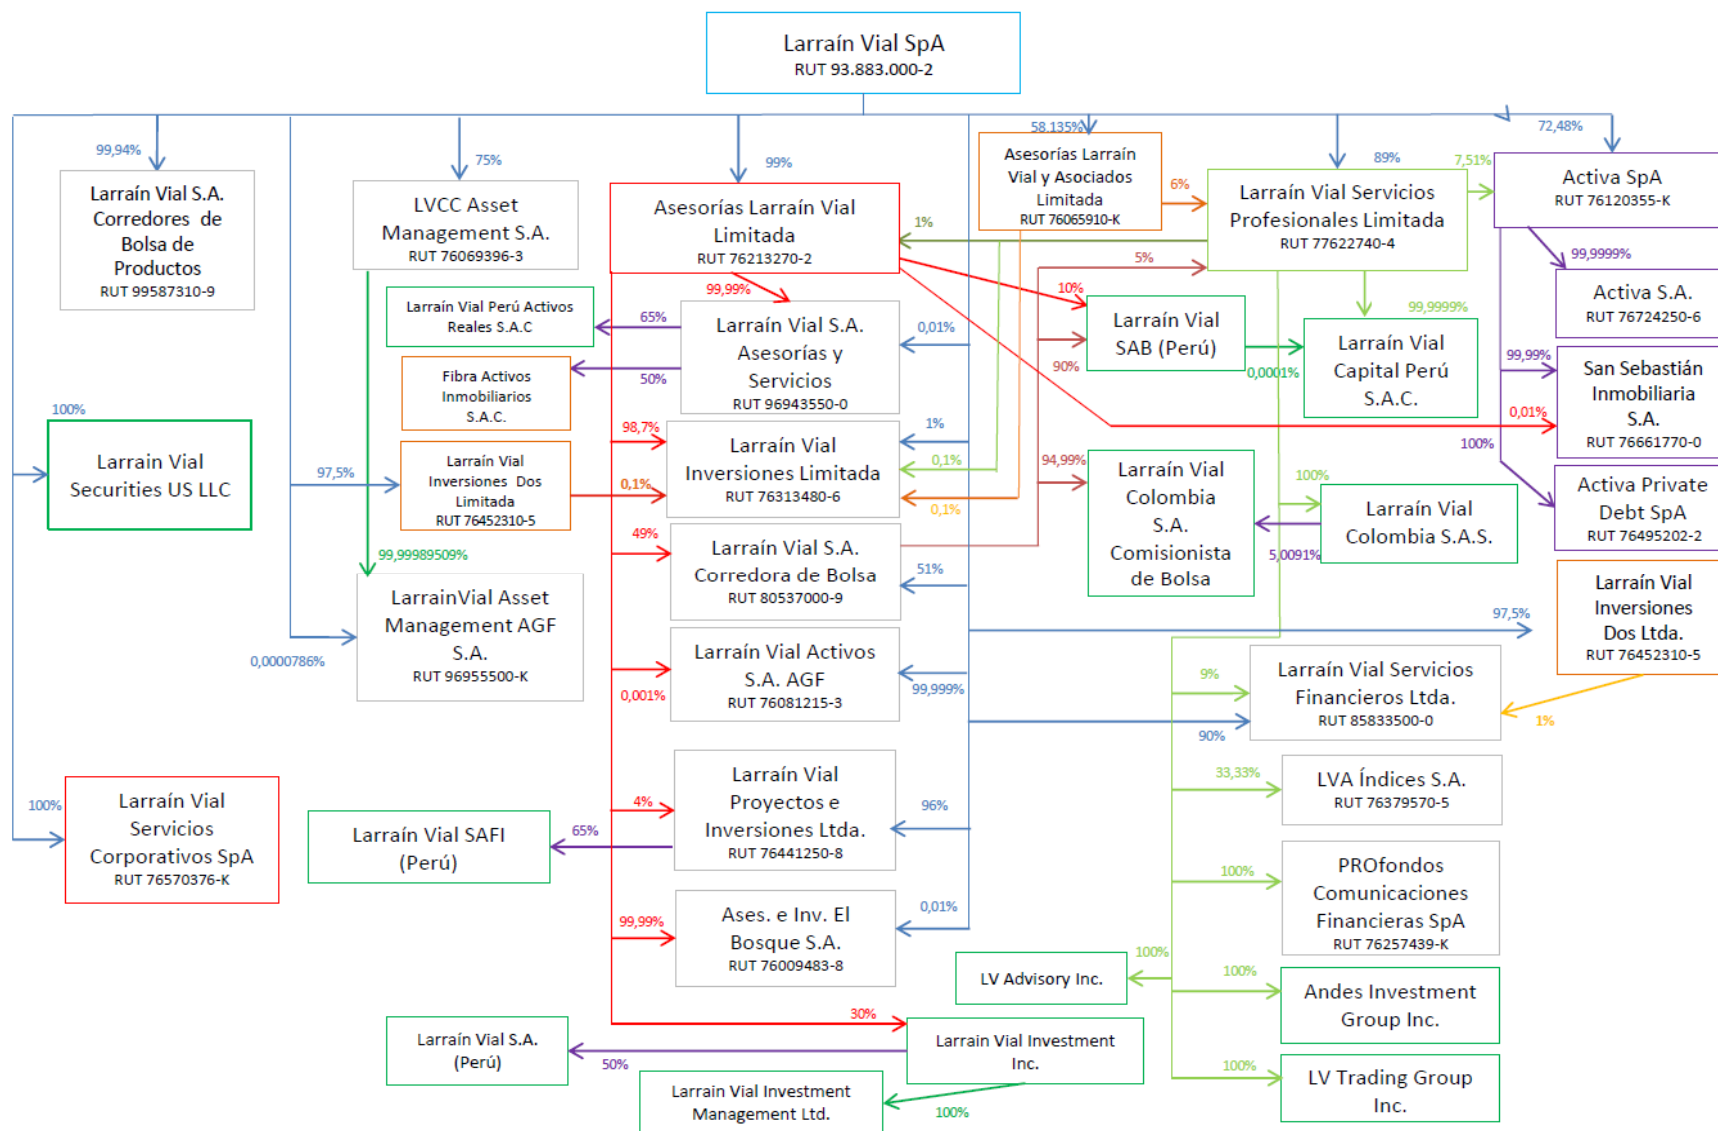 Larraín Vial SpA
RUT 93.883.000-2
99,94%
75%
99%
58.135%
89%
7,51%
72,48%
Larraín Vial S.A.
Corredores de
Bolsa de
Productos
RUT 99587310-9
LVCC Asset
Management S.A.
RUT 76069396-3
Asesorías Larraín Vial
Limitada
RUT 76213270-2
Asesorías Larraín
Vial y Asociados
Limitada
RUT 76065910-K
6%
Larraín Vial Servicios
Profesionales Limitada
RUT 77622740-4
Activa SpA
RUT 76120355-K
1%
5%
99,99%
10%
99,9999%
99,9999%
Larraín Vial Perú Activos
Reales S.A.C
65%
Larraín Vial S.A.
Asesorías y
Servicios
RUT 96943550-0
0,01%
Larraín Vial
SAB (Perú)
90%
0,0001%
Larraín Vial
Capital Perú
S.A.C.
Activa S.A.
RUT 76724250-6
Fibra Activos
Inmobiliarios
S.A.C.
50%
99,99%
San Sebastián
Inmobiliaria
S.A.
RUT 76661770-0
0,01%
100%
Larrain Vial
Securities US LLC
97,5%
Larraín Vial
Inversiones Dos
Limitada
RUT 76452310-5
98,7%
0,1%
Larraín Vial
Inversiones Limitada
RUT 76313480-6
1%
0,1%
0,1%
94,99%
Larraín Vial
Colombia
S.A.
Comisionista
de Bolsa
100%
5,0091%
Larraín Vial
Colombia S.A.S.
100%
Activa Private
Debt SpA
RUT 76495202-2
99,99989509%
49%
Larraín Vial S.A.
Corredora de Bolsa
RUT 80537000-9
51%
LarrainVial Asset
Management AGF
S.A.
RUT 96955500-K
0,0000786%
97,5%
Larraín Vial
Inversiones
Dos Ltda.
RUT 76452310-5
0,001%
Larraín Vial Activos
S.A. AGF
RUT 76081215-3
99,999%
9%
90%
Larraín Vial Servicios
Financieros Ltda.
RUT 85833500-0
1%
100%
Larraín Vial
Servicios
Corporativos SpA
RUT 76570376-K
Larraín Vial SAFI
(Perú)
65%
4%
Larraín Vial
Proyectos e
Inversiones Ltda.
RUT 76441250-8
96%
33,33%
LVA Índices S.A.
RUT 76379570-5
99,99%
Ases. e Inv. El
Bosque S.A.
RUT 76009483-8
0,01%
100%
PROfondos
Comunicaciones
Financieras SpA
RUT 76257439-K
LV Advisory Inc.
100%
100%
Andes Investment
Group Inc.
30%
Larraín Vial S.A.
(Perú)
50%
Larrain Vial Investment
Inc.
100%
LV Trading Group
Inc.
Larrain Vial Investment
Management Ltd.
100%